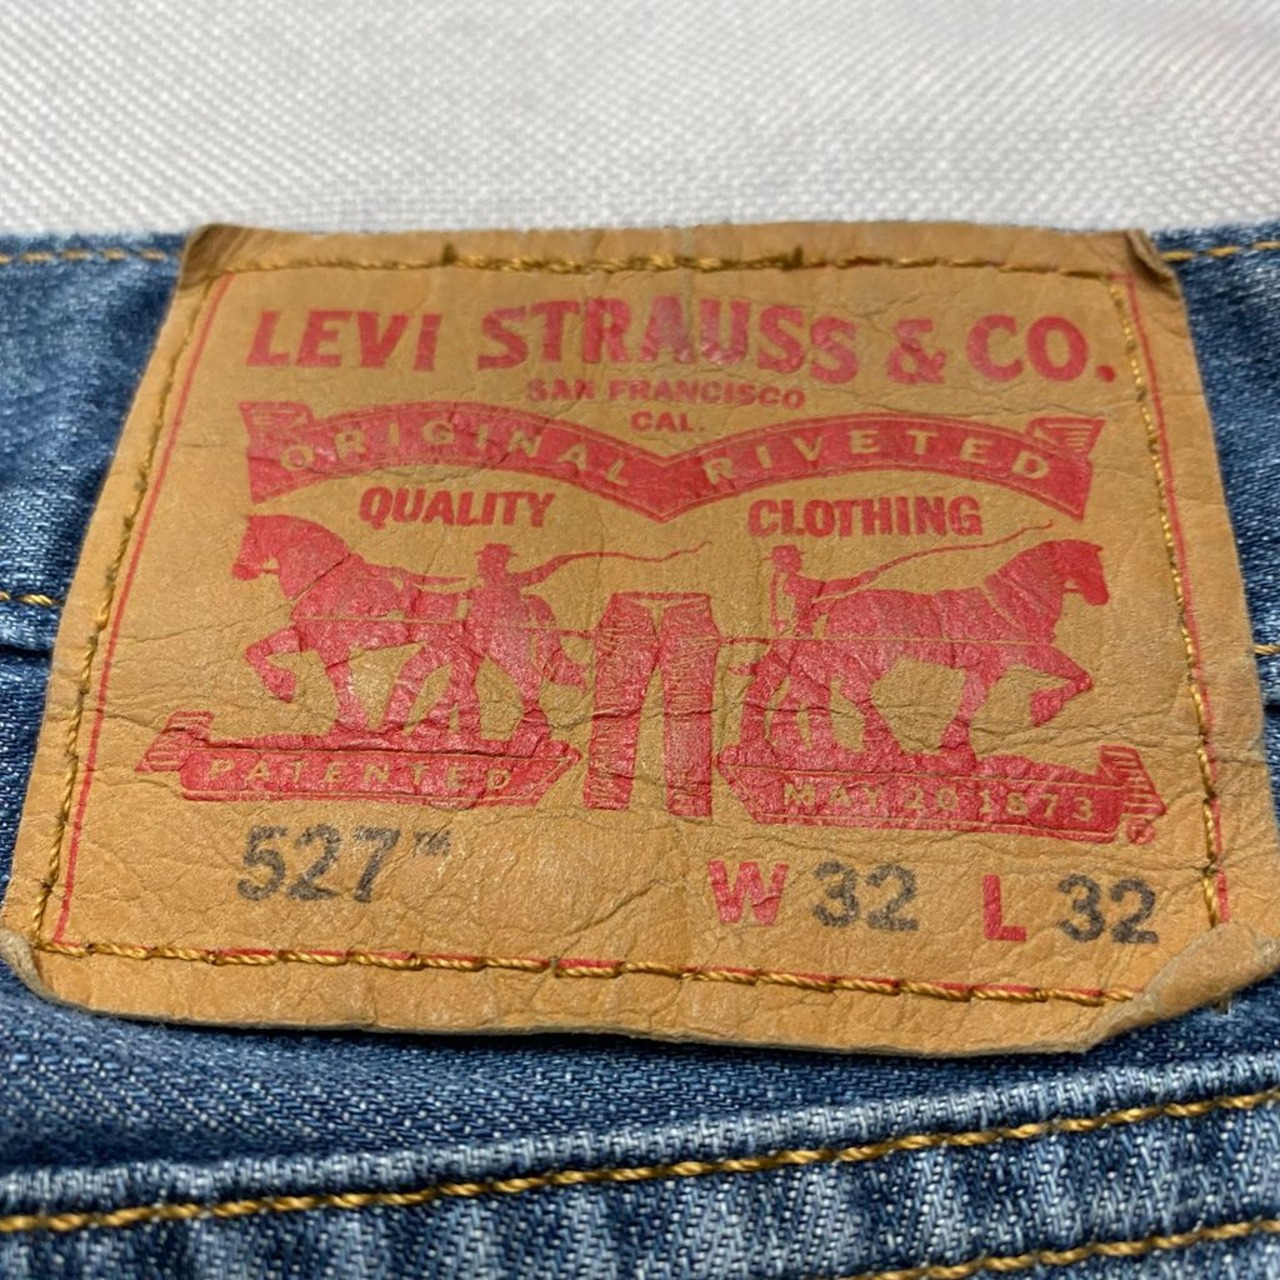 LEVI STRAUSS & CO.
SAN FRANCISCO
CAL.
ORIGINAL RIVETED
QUALITY CLOTHING
PATENTED MAY 20 1873 ®
527™ W 32 L 32